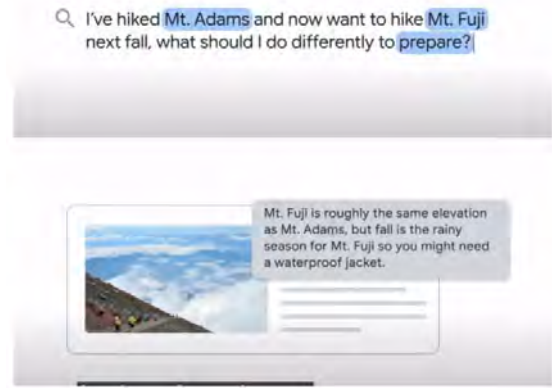 I've hiked Mt. Adams and now want to hike Mt. Fuji
next fall, what should I do differently to prepare?
Mt. Fuji is roughly the same elevation
as Mt. Adams, but fall is the rainy
season for Mt. Fuji so you might need
a waterproof jacket.